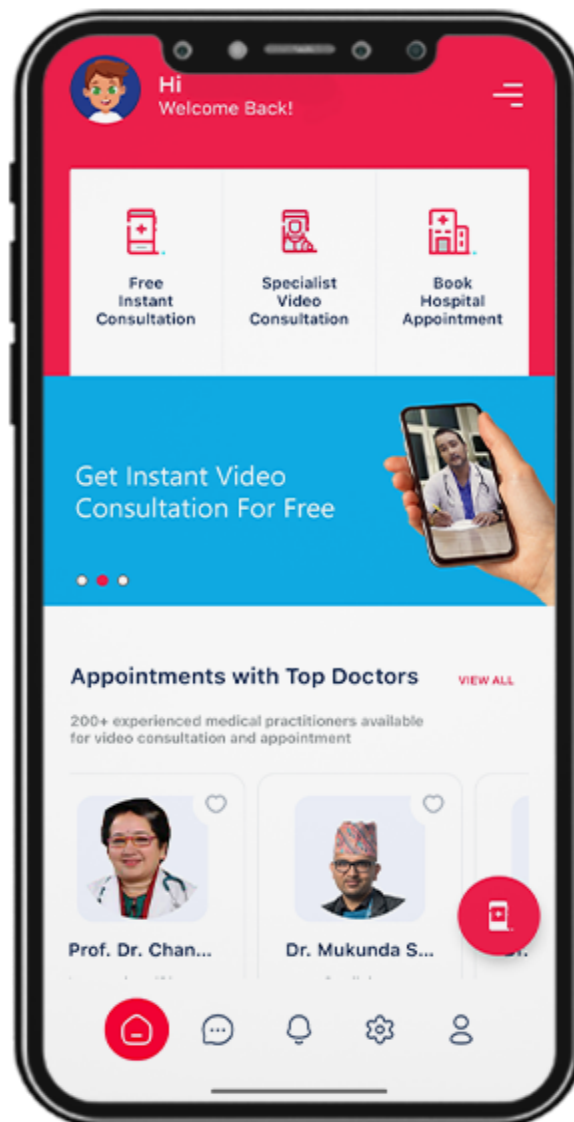 Hi
Welcome Back!
Free
Instant
Consultation
Specialist
Video
Consultation
Book
Hospital
Appointment
Get Instant Video
Consultation For Free
Appointments with Top Doctors
VIEW ALL
200+ experienced medical practitioners available
for video consultation and appointment
Prof. Dr. Chan...
Dr. Mukunda S...